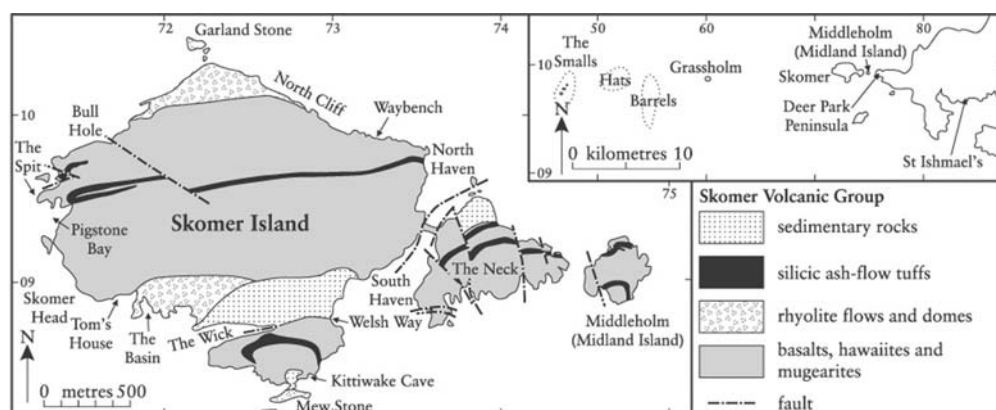 72
73
74
Garland Stone
North Cliff
Waybench
Bull
Hole
10
The
Spit
North
Haven
Skomer Island
Pigstone
Bay
09
Skomer
Head
Tom's
House
The
Basin
The Wick
Welsh Way
South
Haven
The Neck
Middleholm
(Midland Island)
Kittiwake Cave
Mew Stone
N
0 metres 500
50
60
70
80
The
Smalls
Hats
Barrels
Grassholm
Middleholm
(Midland Island)
Skomer
Deer Park
Peninsula
St Ishmael's
10
09
N
0 kilometres 10
75
Skomer Volcanic Group
sedimentary rocks
silicic ash-flow tuffs
rhyolite flows and domes
basalts, hawaiites and
mugearites
fault